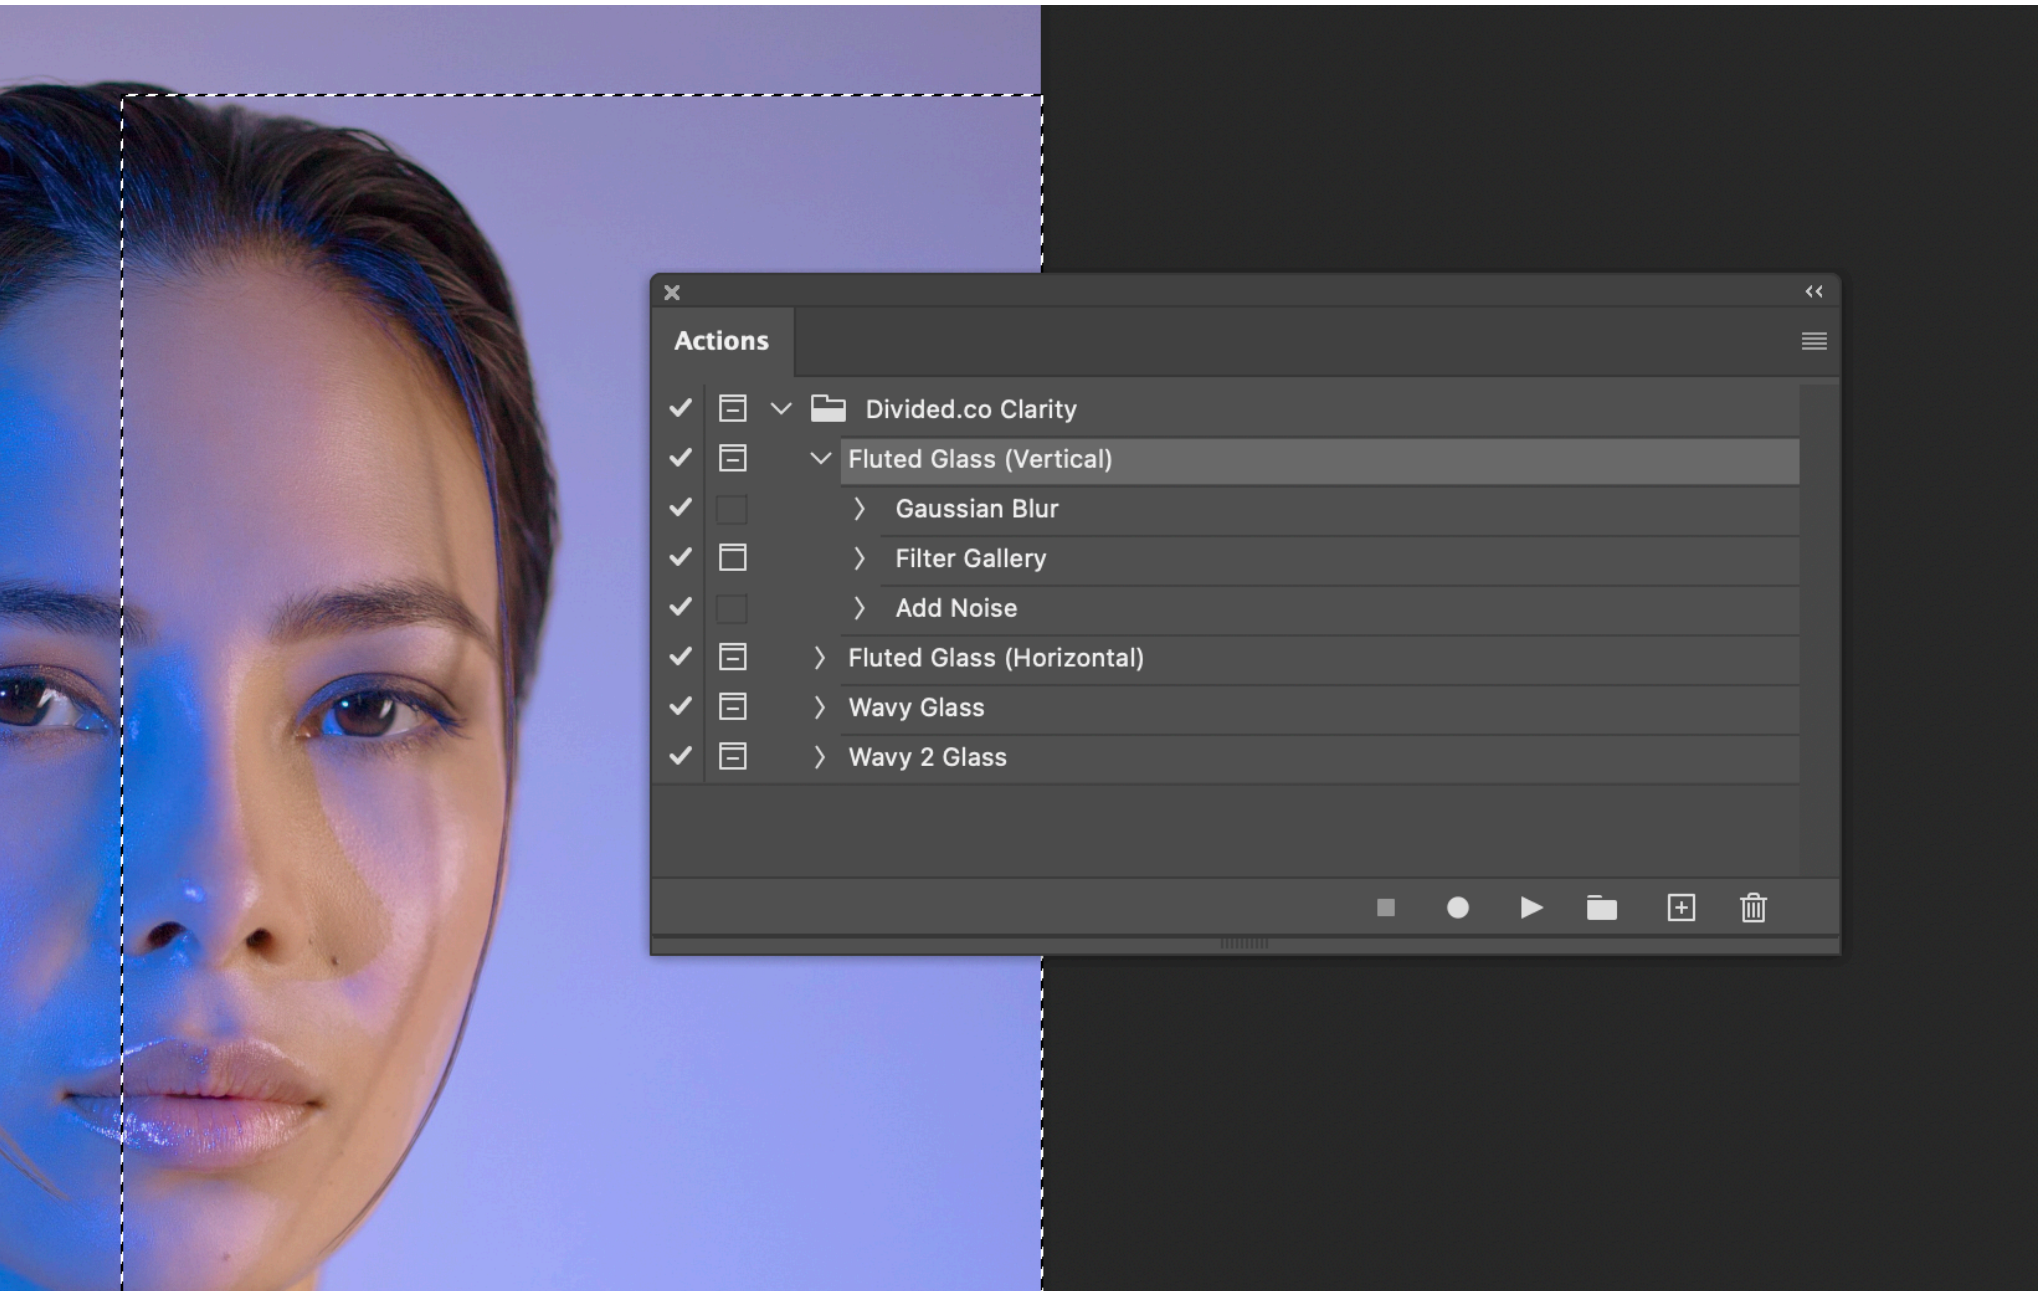 Actions
Divided.co Clarity
Fluted Glass (Vertical)
Gaussian Blur
Filter Gallery
Add Noise
Fluted Glass (Horizontal)
Wavy Glass
Wavy 2 Glass